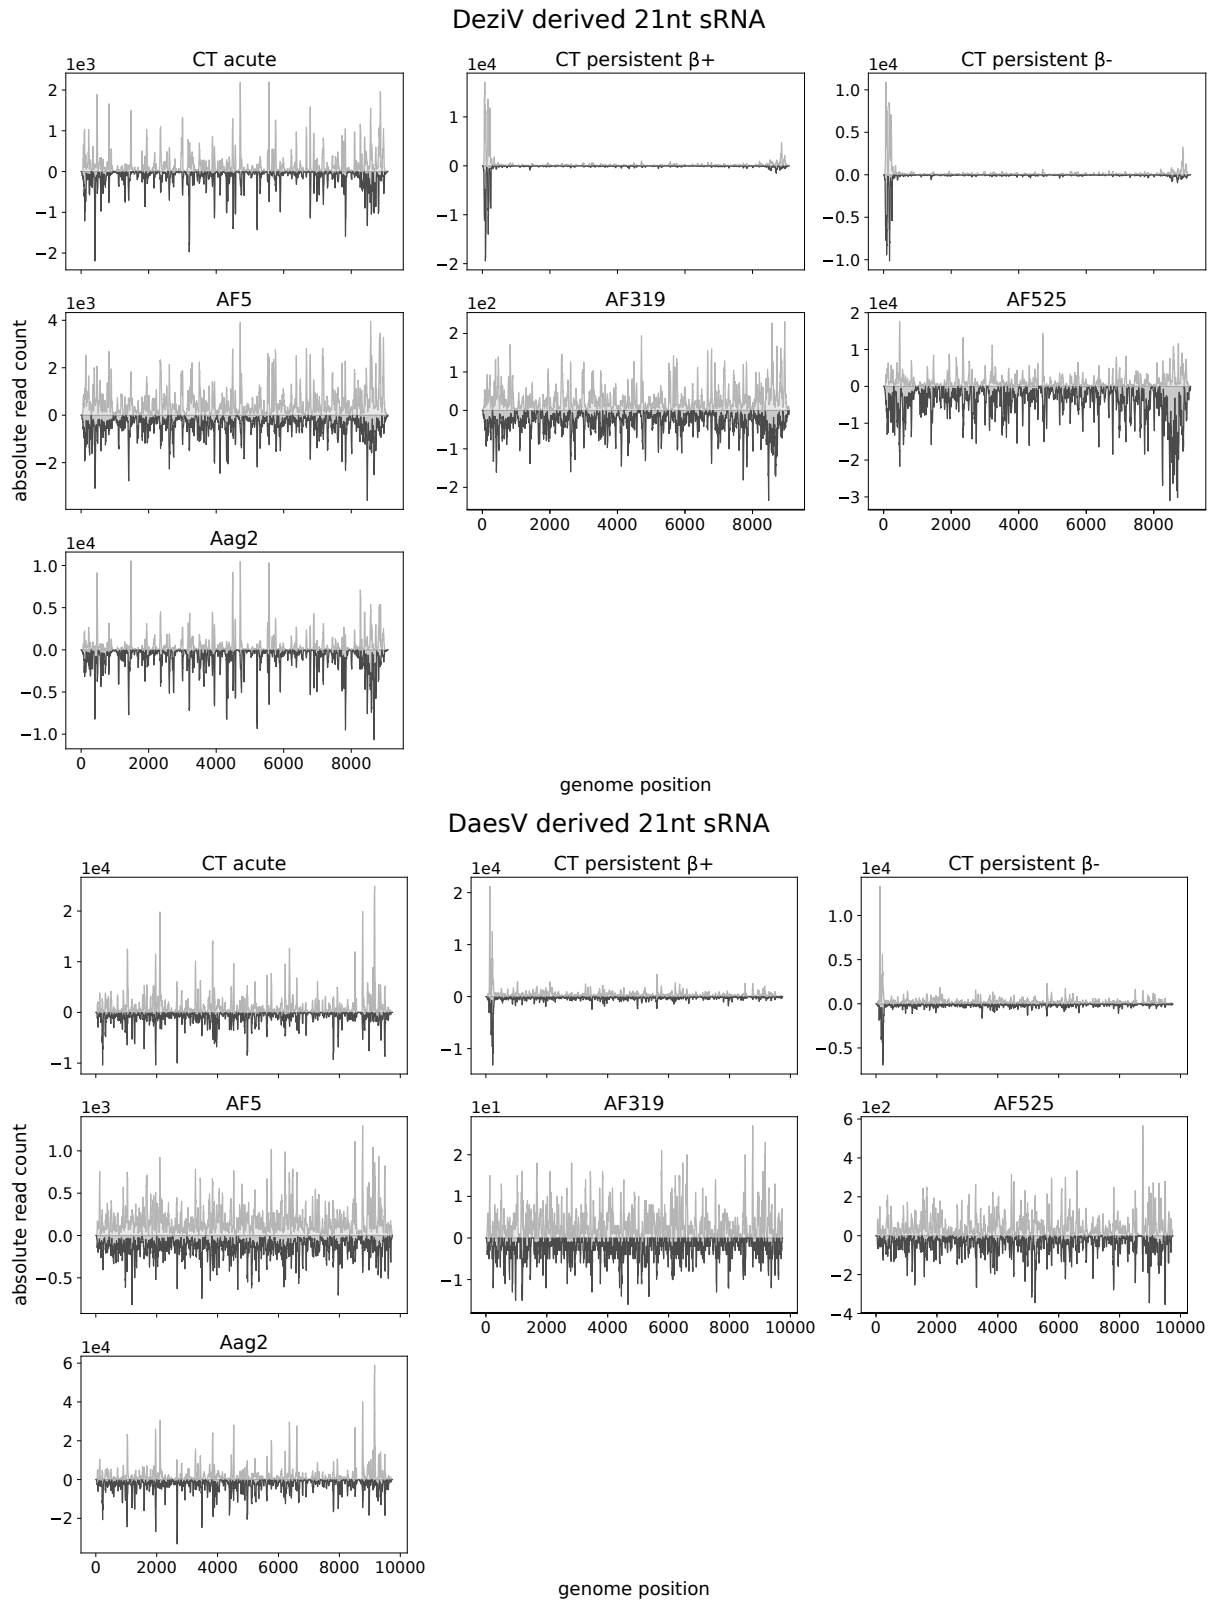 DeziV derived 21nt sRNA
CT acute
CT persistent β+
CT persistent β-
1e3
1e4
1e4
2
1
0
−1
−2
1
0
−1
−2
1.0
0.5
0.0
−0.5
−1.0
absolute read count
AF5
AF319
AF525
1e3
1e2
1e4
4
2
0
−2
2
1
0
−1
−2
2
1
0
−1
−2
−3
0 2000 4000 6000 8000
0 2000 4000 6000 8000
Aag2
1e4
1.0
0.5
0.0
−0.5
−1.0
0 2000 4000 6000 8000
genome position
DaesV derived 21nt sRNA
CT acute
CT persistent β+
CT persistent β-
1e4
1e4
1e4
2
1
0
−1
2
1
0
−1
1.0
0.5
0.0
−0.5
absolute read count
AF5
AF319
AF525
1e3
1e1
1e2
1.0
0.5
0.0
−0.5
2
1
0
−1
6
4
2
0
−2
−4
0 2000 4000 6000 8000 10000
0 2000 4000 6000 8000 10000
Aag2
1e4
6
4
2
0
−2
0 2000 4000 6000 8000 10000
genome position